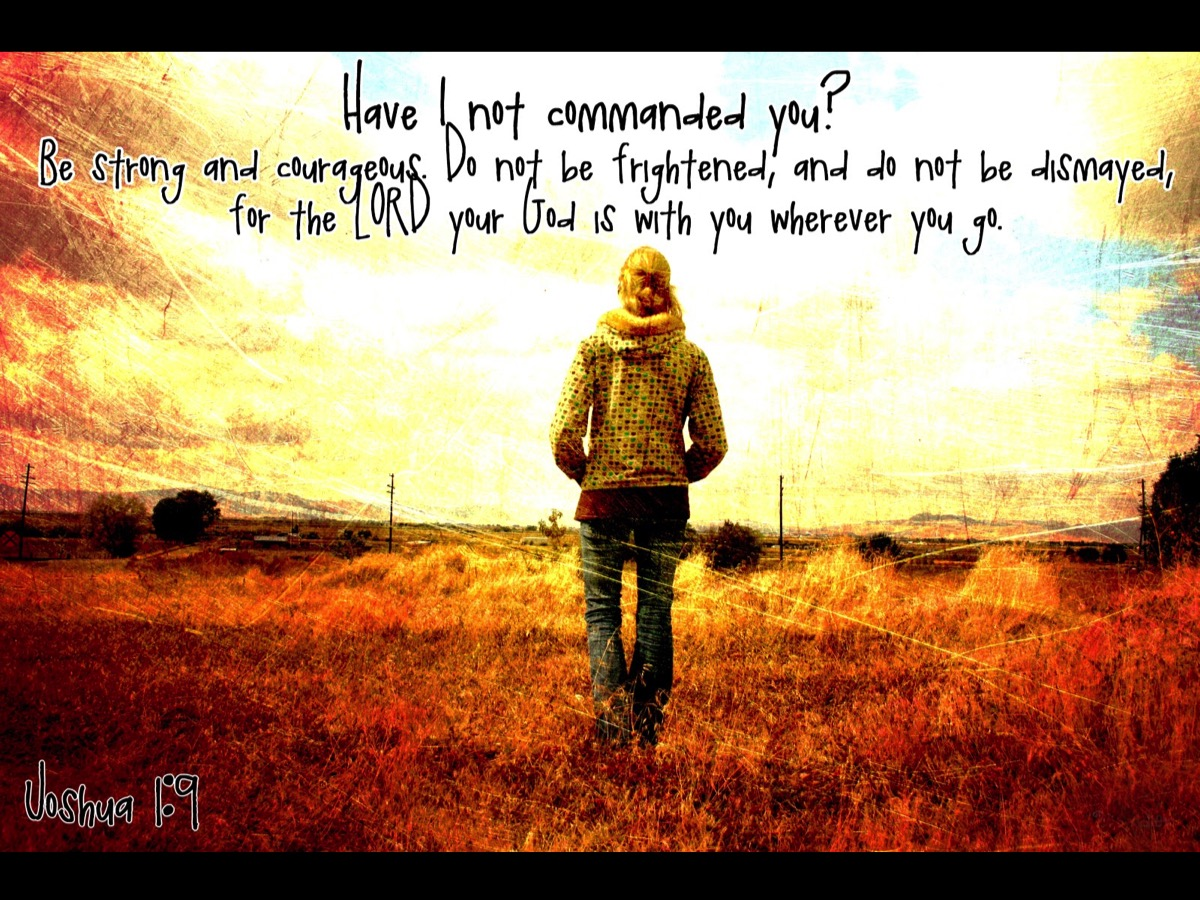 Have I not commanded you?
Be strong and courageous. Do not be frightened, and do not be dismayed,
for the LORD your God is with you wherever you go.
Joshua 1:9